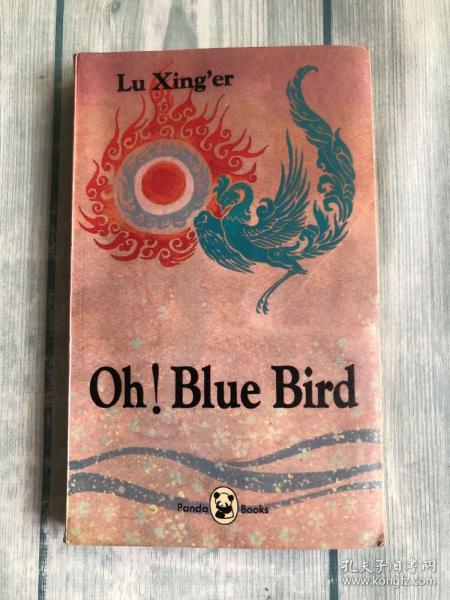 Lu Xing'er
Oh! Blue Bird
Panda Books
孔夫子旧书网
www.kongfz.com